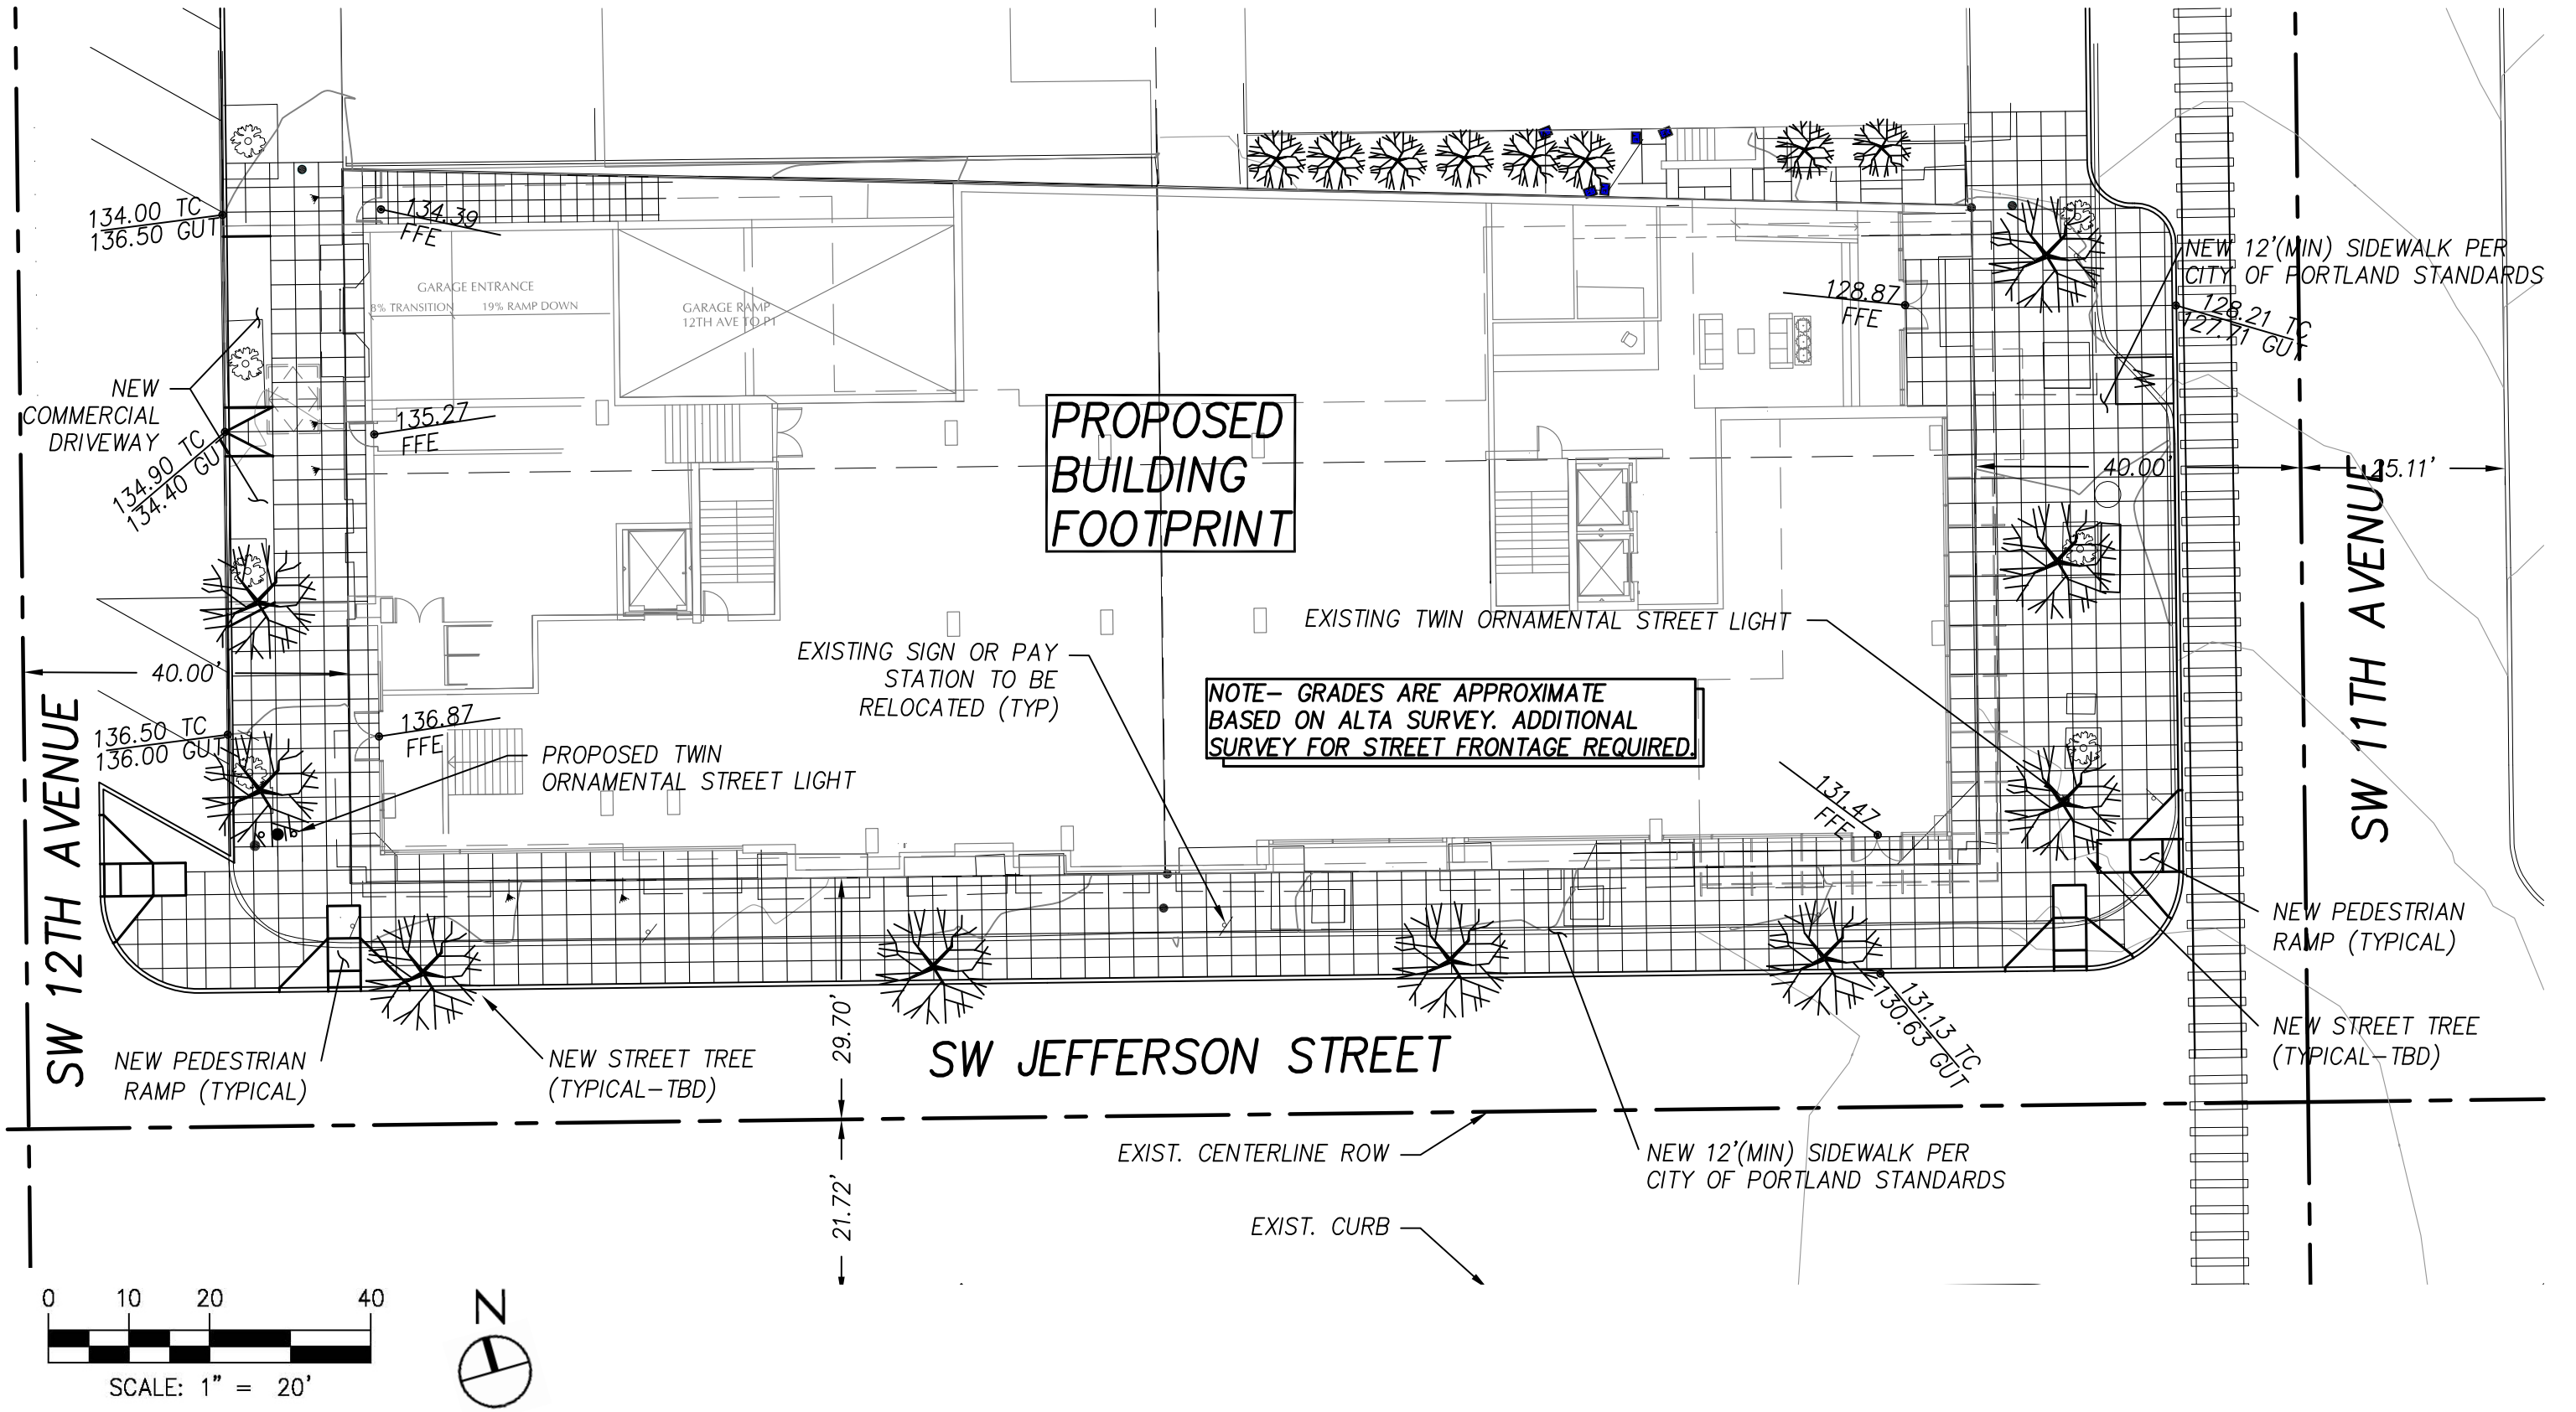 134.00 TC
136.50 GUT
134.39
FFE
GARAGE ENTRANCE
8% TRANSITION
19% RAMP DOWN
GARAGE RAMP
12TH AVE TO P1
128.87
FFE
NEW 12'(MIN) SIDEWALK PER
CITY OF PORTLAND STANDARDS
128.21 TC
127.71 GUT
NEW
COMMERCIAL
DRIVEWAY
134.90 TC
134.40 GUT
135.27
FFE
PROPOSED
BUILDING
FOOTPRINT
40.00'
25.11'
SW 11TH AVENUE
EXISTING TWIN ORNAMENTAL STREET LIGHT
EXISTING SIGN OR PAY
STATION TO BE
RELOCATED (TYP)
NOTE- GRADES ARE APPROXIMATE
BASED ON ALTA SURVEY. ADDITIONAL
SURVEY FOR STREET FRONTAGE REQUIRED.
40.00'
SW 12TH AVENUE
136.50 TC
136.00 GUT
136.87
FFE
PROPOSED TWIN
ORNAMENTAL STREET LIGHT
131.47
FFE
NEW PEDESTRIAN
RAMP (TYPICAL)
NEW STREET TREE
(TYPICAL-TBD)
29.70'
SW JEFFERSON STREET
131.13 TC
130.63 GUT
NEW PEDESTRIAN
RAMP (TYPICAL)
NEW STREET TREE
(TYPICAL-TBD)
21.72'
EXIST. CENTERLINE ROW
NEW 12'(MIN) SIDEWALK PER
CITY OF PORTLAND STANDARDS
EXIST. CURB
0 10 20 40
SCALE: 1" = 20'
N